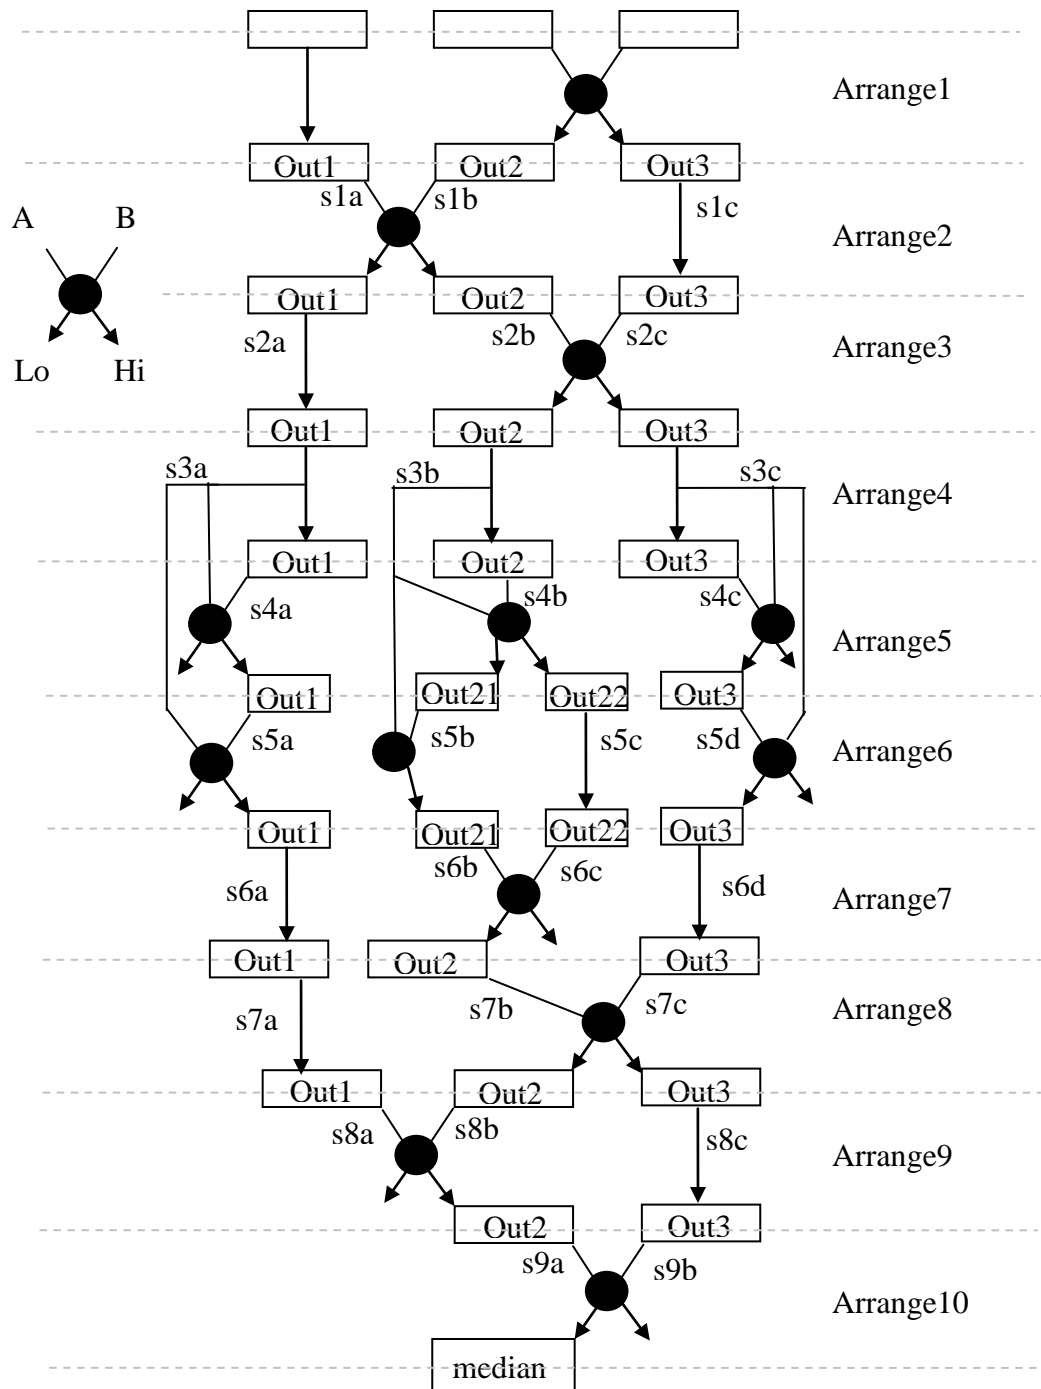 Arrange1
Out1 Out2 Out3
s1a s1b s1c
A B
Arrange2
Out1 Out2 Out3
s2a s2b s2c
Arrange3
Lo Hi
Out1 Out2 Out3
s3a s3b s3c
Arrange4
Out1 Out2 Out3
s4a s4b s4c
Arrange5
Out1 Out21 Out22 Out3
s5a s5b s5c s5d
Arrange6
Out1 Out21 Out22 Out3
s6a s6b s6c s6d
Arrange7
Out1 Out2 Out3
s7a s7b s7c
Arrange8
Out1 Out2 Out3
s8a s8b s8c
Arrange9
Out2 Out3
s9a s9b
Arrange10
median